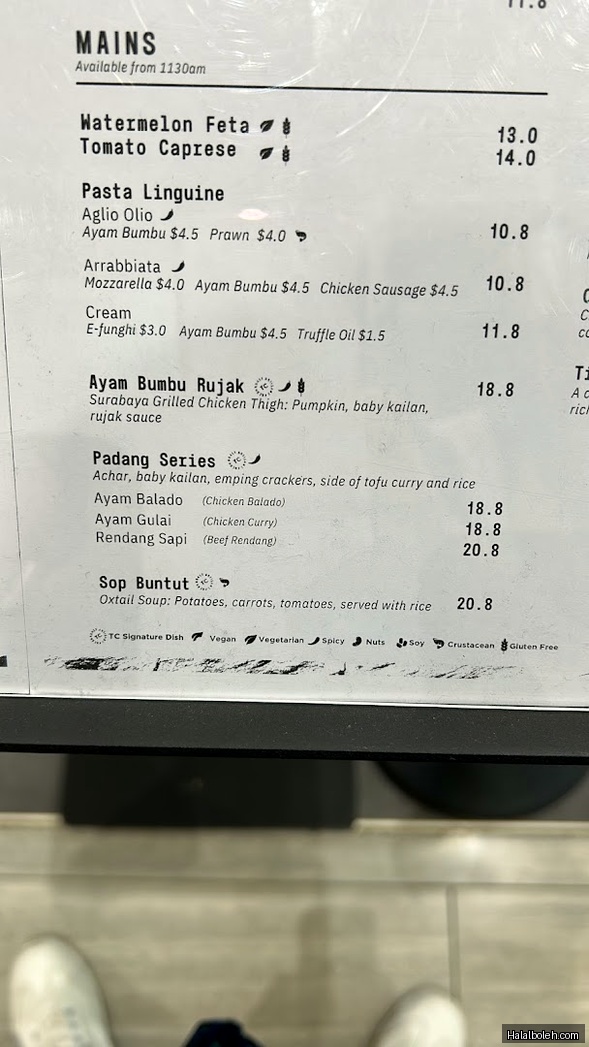 11.8
MAINS
Available from 1130am
Watermelon Feta 13.0
Tomato Caprese 14.0
Pasta Linguine
Aglio Olio
Ayam Bumbu $4.5 Prawn $4.0 10.8
Arrabbiata
Mozzarella $4.0 Ayam Bumbu $4.5 Chicken Sausage $4.5 10.8
Cream
E-funghi $3.0 Ayam Bumbu $4.5 Truffle Oil $1.5 11.8
Ayam Bumbu Rujak 18.8
Surabaya Grilled Chicken Thigh: Pumpkin, baby kailan,
rujak sauce
Padang Series
Achar, baby kailan, emping crackers, side of tofu curry and rice
Ayam Balado (Chicken Balado) 18.8
Ayam Gulai (Chicken Curry) 18.8
Rendang Sapi (Beef Rendang) 20.8
Sop Buntut
Oxtail Soup: Potatoes, carrots, tomatoes, served with rice 20.8
TC Signature Dish Vegan Vegetarian Spicy Nuts Soy Crustacean Gluten Free
Halalboleh.com